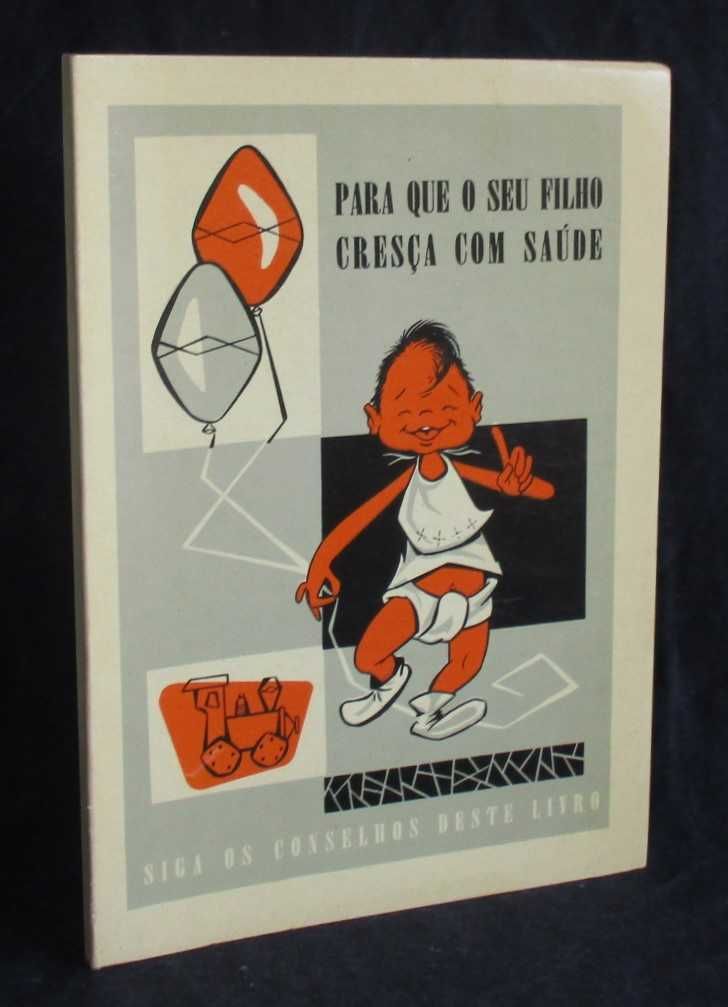 PARA QUE O SEU FILHO
CRESÇA COM SAÚDE
SIGA OS CONSELHOS DESTE LIVRO